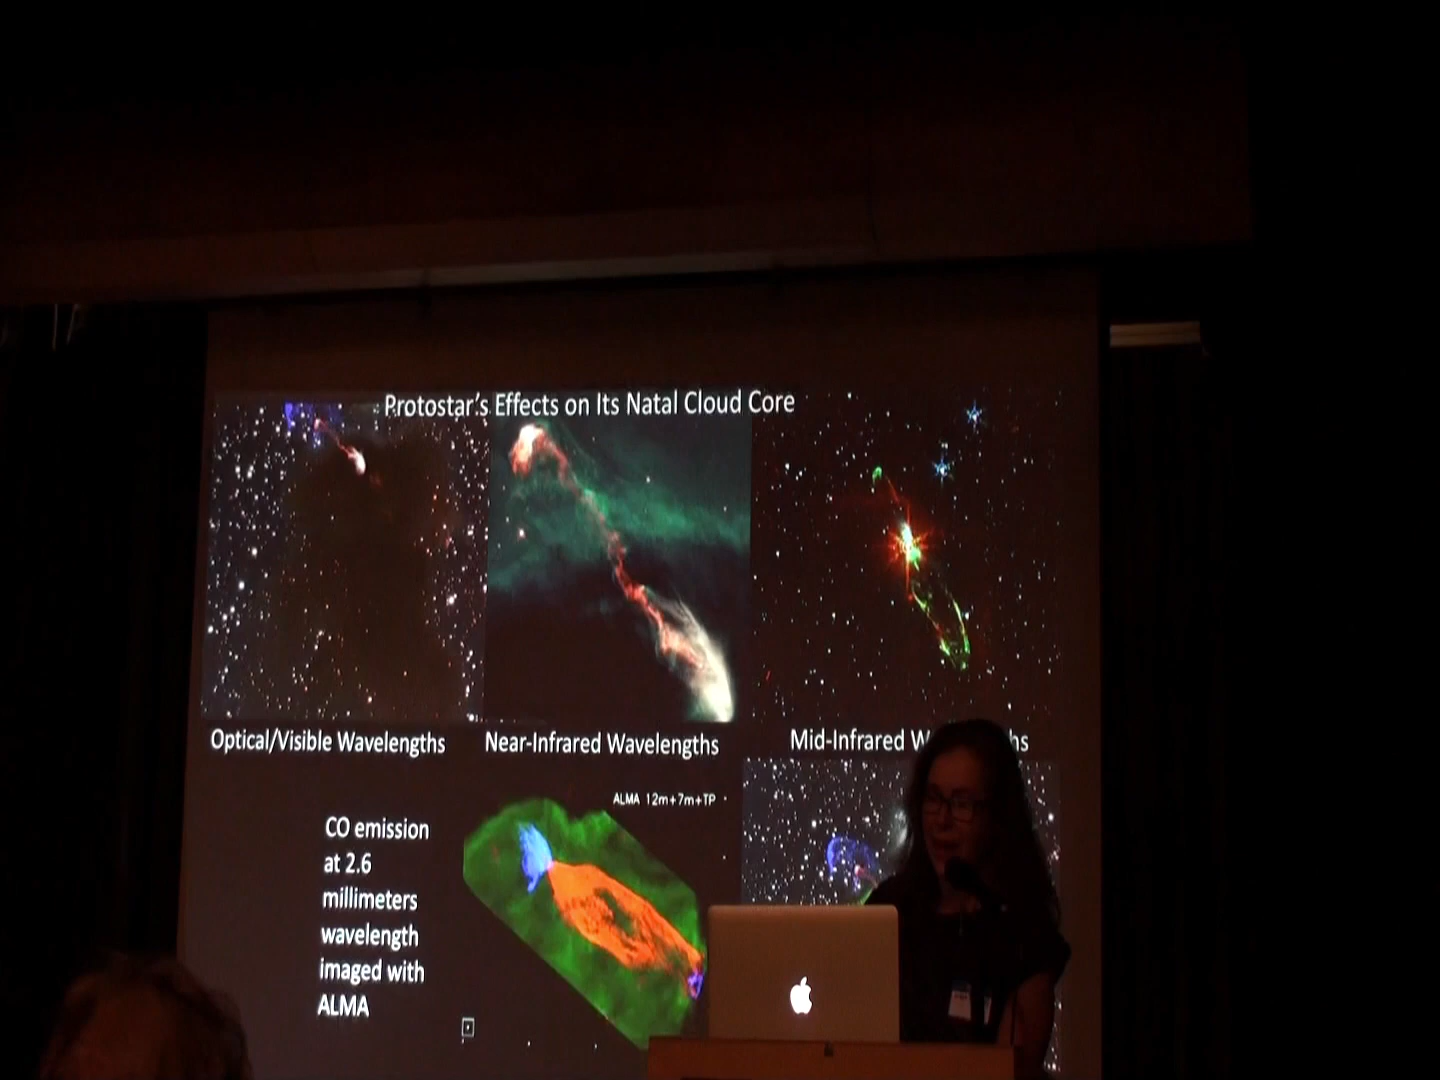 Protostar's Effects on Its Natal Cloud Core
Optical/Visible Wavelengths
Near-Infrared Wavelengths
Mid-Infrared
ALMA 12m+7m+TP
CO emission
at 2.6
millimeters
wavelength
imaged with
ALMA